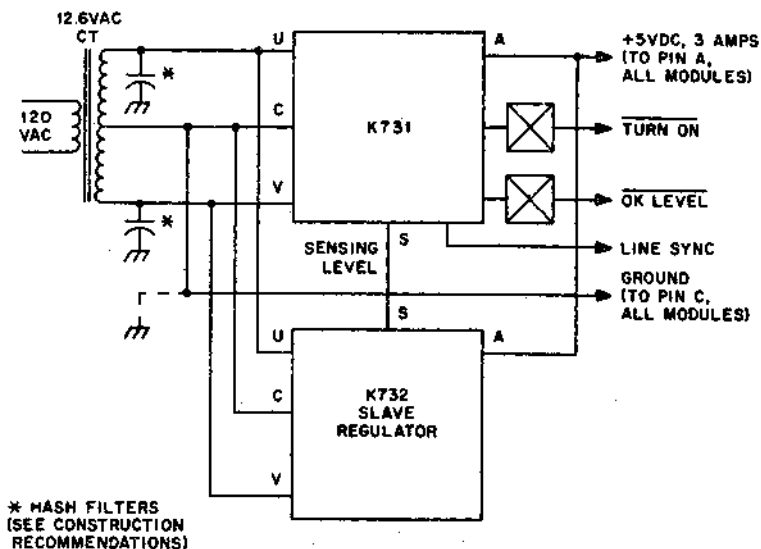 12.6VAC
CT
*
120
VAC
*
U
C
V
K731
A
S
SENSING
LEVEL
+5VDC, 3 AMPS
(TO PIN A,
ALL MODULES)
TURN ON
OK LEVEL
LINE SYNC
GROUND
(TO PIN C,
ALL MODULES)
S
U
C
V
A
K732
SLAVE
REGULATOR
* HASH FILTERS
(SEE CONSTRUCTION
RECOMMENDATIONS)